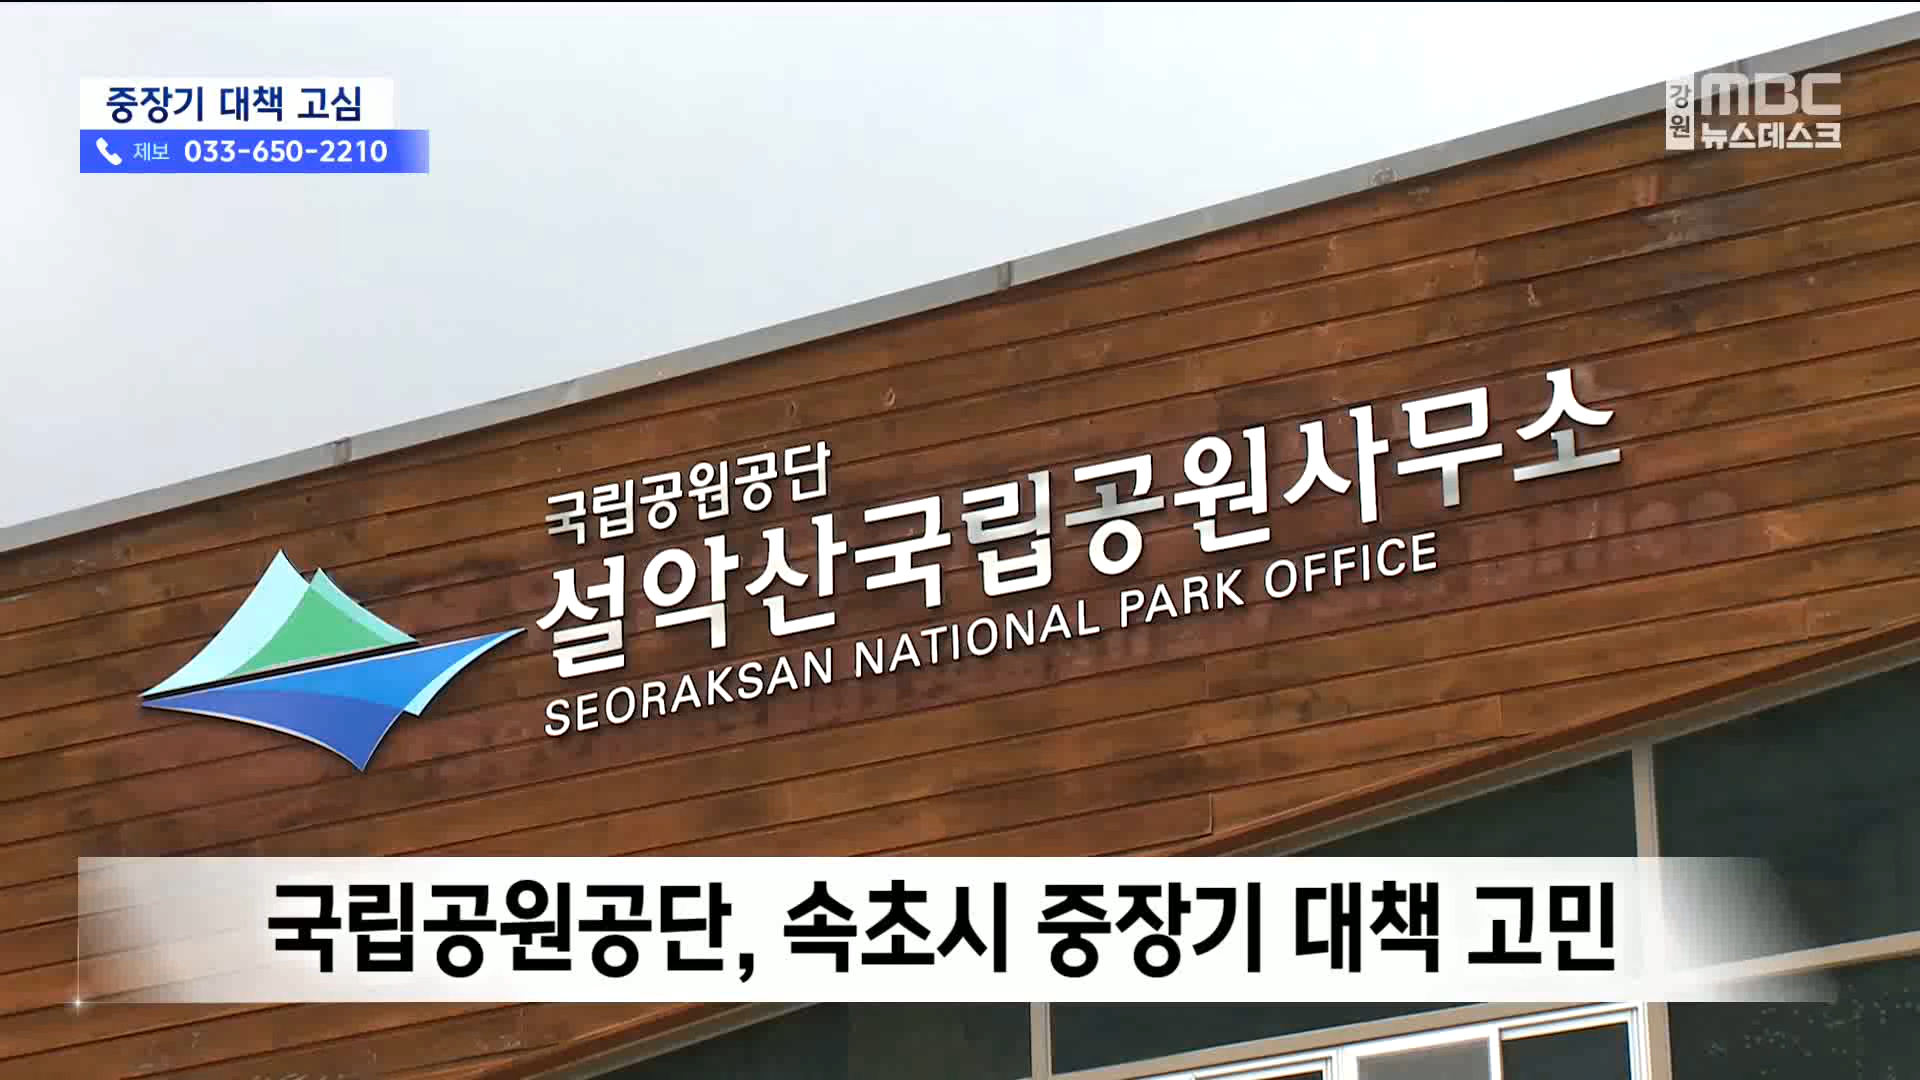 중장기 대책 고심
제보 033-650-2210
강원 MBC
뉴스데스크
국립공원공단
설악산국립공원사무소
SEORAKSAN NATIONAL PARK OFFICE
국립공원공단, 속초시 중장기 대책 고민